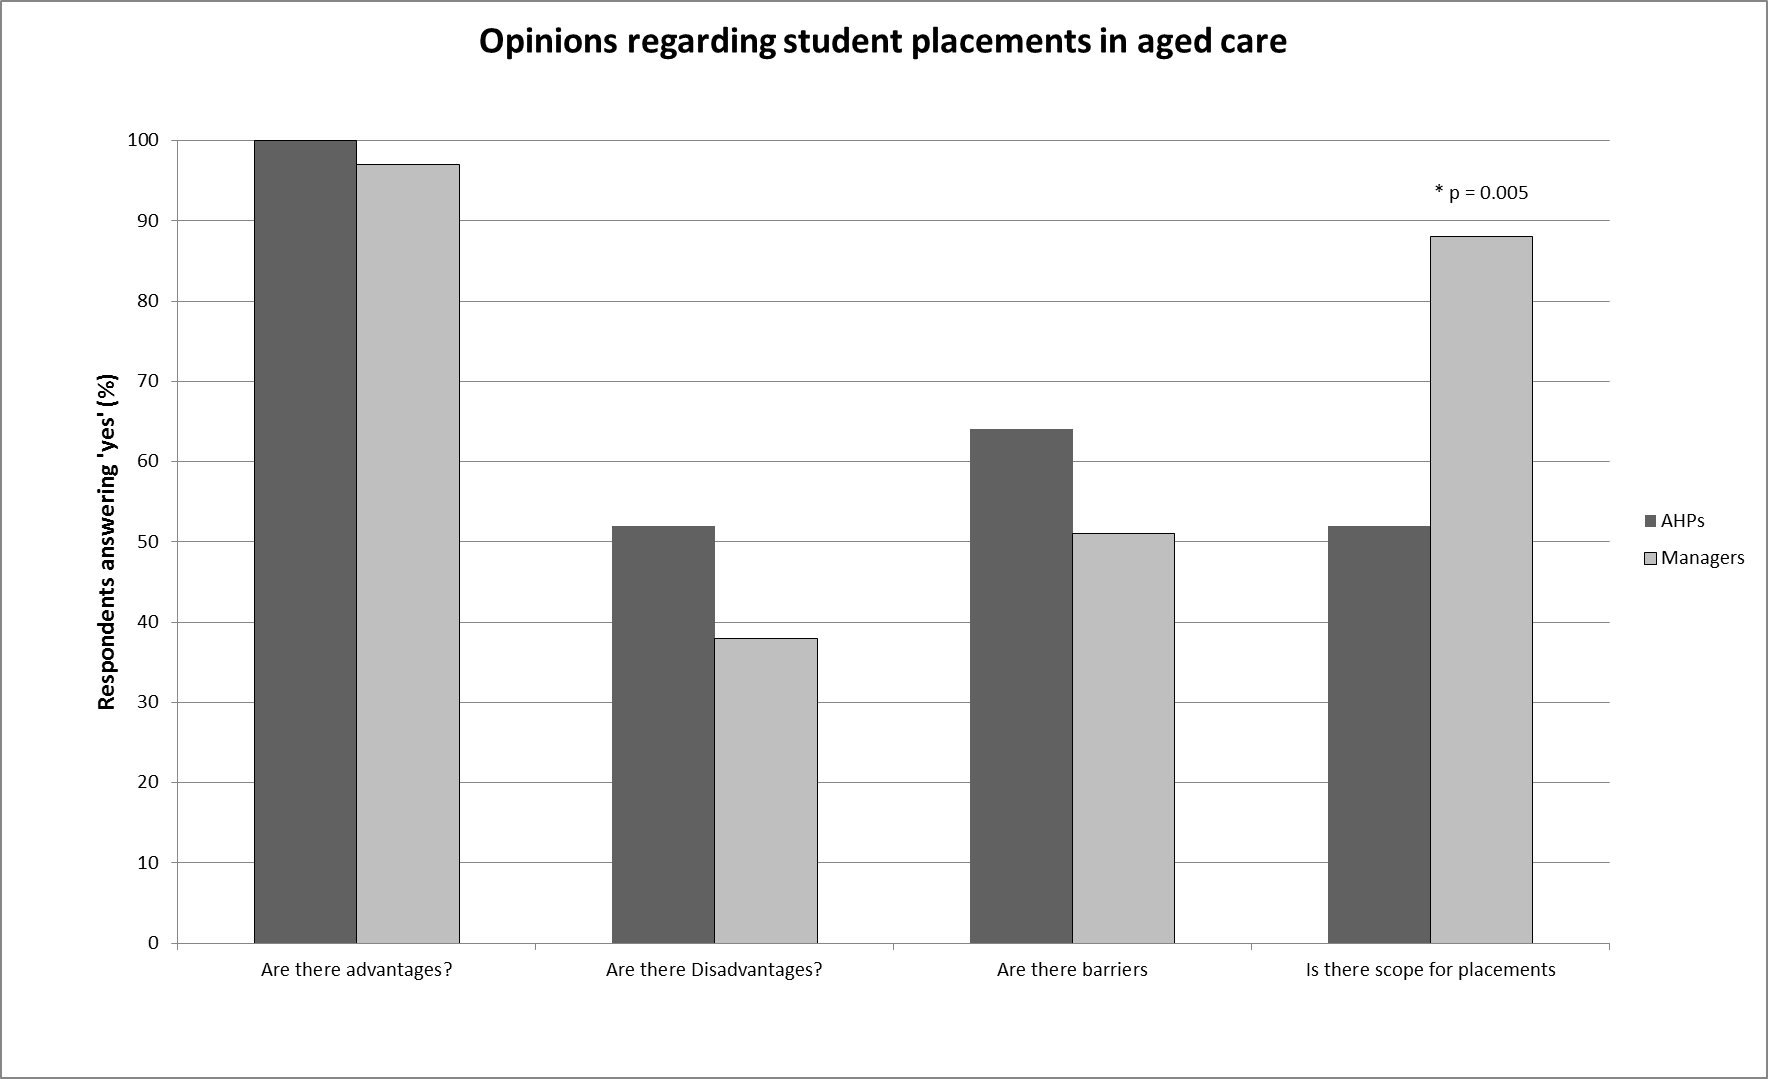 Opinions regarding student placements in aged care
100
90
80
70
60
50
40
30
20
10
0
Respondents answering 'yes' (%)
* p = 0.005
Are there advantages?
Are there Disadvantages?
Are there barriers
Is there scope for placements
AHPs
Managers